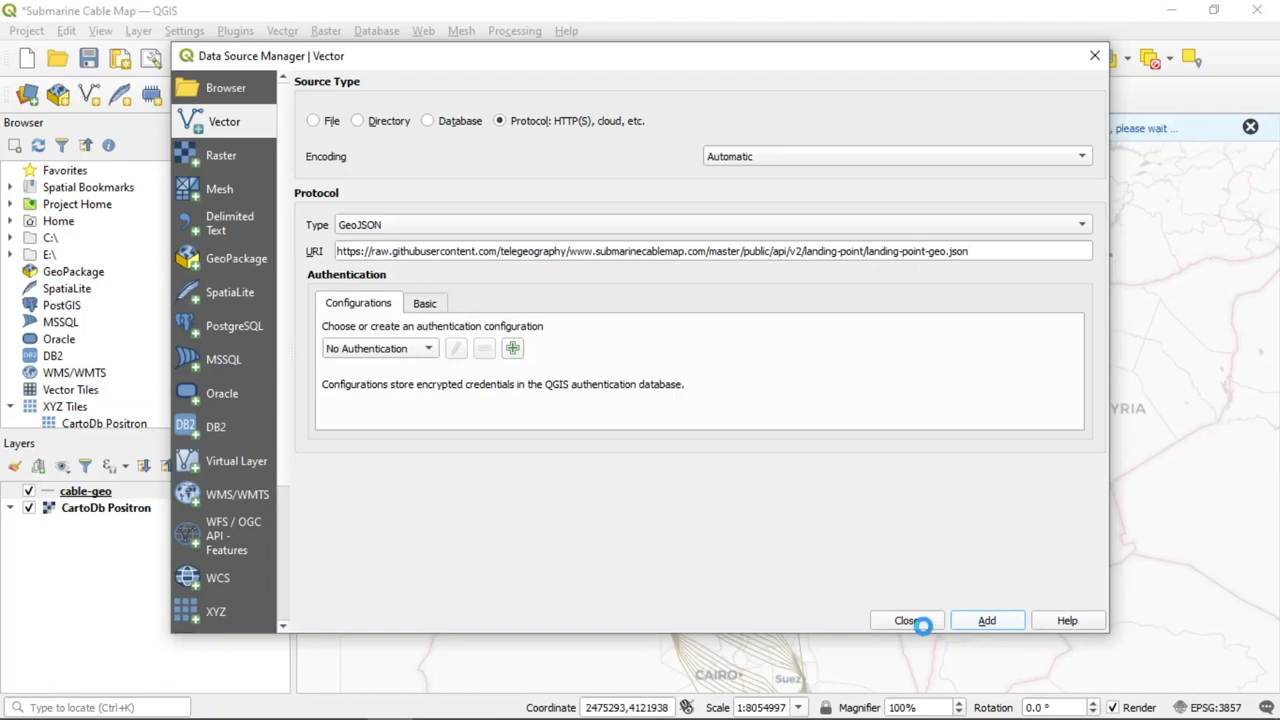 *Submarine Cable Map — QGIS
Project Edit View Layer Settings Plugins Vector Raster Database Web Mesh Processing Help
Data Source Manager | Vector
Browser
Vector
Raster
Mesh
Delimited
Text
GeoPackage
SpatiaLite
PostgreSQL
MSSQL
Oracle
DB2
DB2
Virtual Layer
WMS/WMTS
WFS / OGC
API -
Features
WCS
XYZ
Source Type
File Directory Database Protocol: HTTP(S), cloud, etc.
Encoding Automatic
Protocol
Type GeoJSON
URI https://raw.githubusercontent.com/telegeography/www.submarinecablemap.com/master/public/api/v2/landing-point/landing-point-geo.json
Authentication
Configurations Basic
Choose or create an authentication configuration
No Authentication
Configurations store encrypted credentials in the QGIS authentication database.
Close Add Help
, please wait ...
Browser
Favorites
Spatial Bookmarks
Project Home
Home
C:\
E:\
GeoPackage
SpatiaLite
PostGIS
MSSQL
Oracle
DB2
WMS/WMTS
Vector Tiles
XYZ Tiles
CartoDb Positron
Layers
cable-geo
CartoDb Positron
YRIA
CAIRO
Suez
Type to locate (Ctrl+K) Coordinate 2475293,4121938 Scale 1:8054997 Magnifier 100% Rotation 0.0 ° Render EPSG:3857